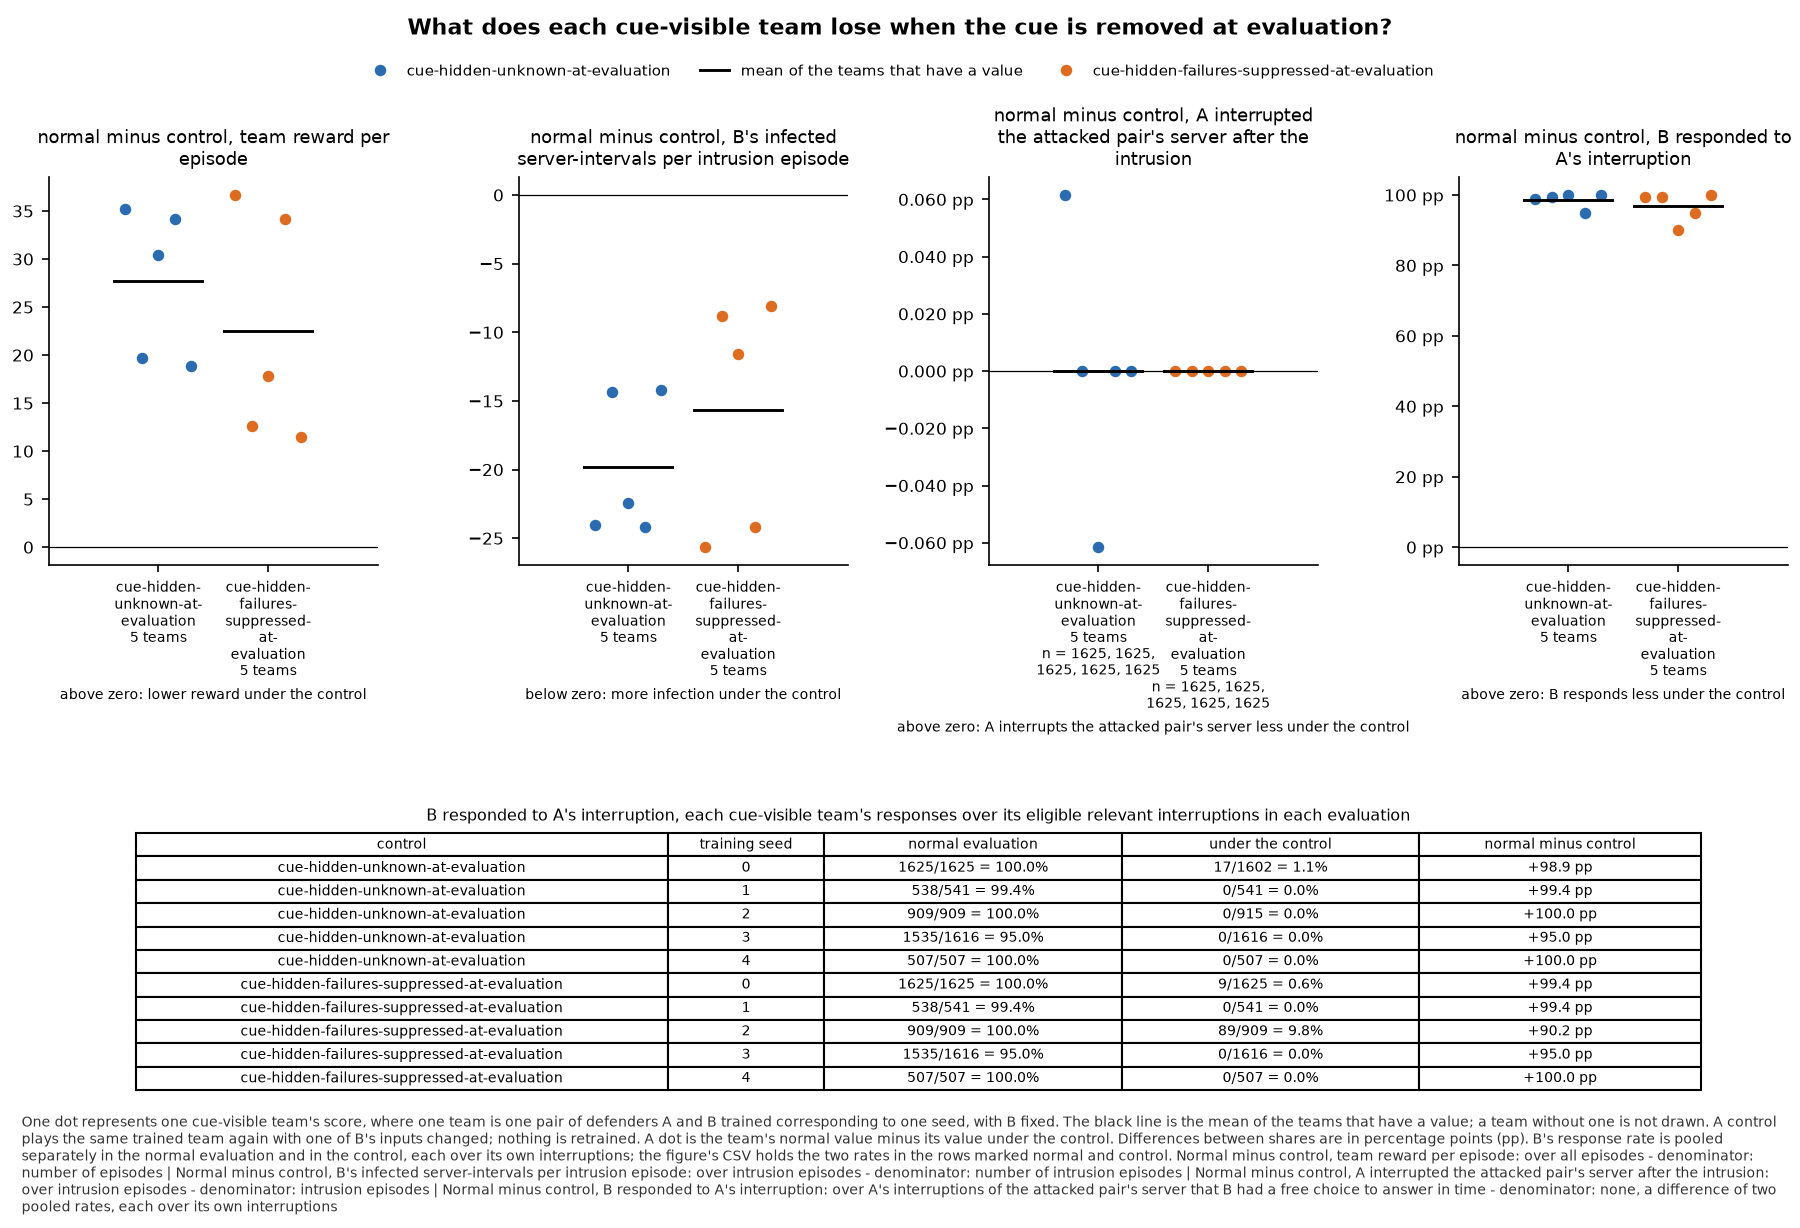 What does each cue-visible team lose when the cue is removed at evaluation?
cue-hidden-unknown-at-evaluation
mean of the teams that have a value
cue-hidden-failures-suppressed-at-evaluation
normal minus control, team reward per
episode
35
30
25
20
15
10
5
0
cue-hidden-
unknown-at-
evaluation
5 teams
cue-hidden-
failures-
suppressed-
at-
evaluation
5 teams
above zero: lower reward under the control
normal minus control, B's infected
server-intervals per intrusion episode
0
−5
−10
−15
−20
−25
cue-hidden-
unknown-at-
evaluation
5 teams
cue-hidden-
failures-
suppressed-
at-
evaluation
5 teams
below zero: more infection under the control
normal minus control, A interrupted
the attacked pair's server after the
intrusion
0.060 pp
0.040 pp
0.020 pp
0.000 pp
−0.020 pp
−0.040 pp
−0.060 pp
cue-hidden-
unknown-at-
evaluation
5 teams
n = 1625, 1625,
1625, 1625, 1625
cue-hidden-
failures-
suppressed-
at-
evaluation
5 teams
n = 1625, 1625,
1625, 1625, 1625
above zero: A interrupts the attacked pair's server less under the control
normal minus control, B responded to
A's interruption
100 pp
80 pp
60 pp
40 pp
20 pp
0 pp
cue-hidden-
unknown-at-
evaluation
5 teams
cue-hidden-
failures-
suppressed-
at-
evaluation
5 teams
above zero: B responds less under the control
B responded to A's interruption, each cue-visible team's responses over its eligible relevant interruptions in each evaluation
control training seed normal evaluation under the control normal minus control
cue-hidden-unknown-at-evaluation 0 1625/1625 = 100.0% 17/1602 = 1.1% +98.9 pp
cue-hidden-unknown-at-evaluation 1 538/541 = 99.4% 0/541 = 0.0% +99.4 pp
cue-hidden-unknown-at-evaluation 2 909/909 = 100.0% 0/915 = 0.0% +100.0 pp
cue-hidden-unknown-at-evaluation 3 1535/1616 = 95.0% 0/1616 = 0.0% +95.0 pp
cue-hidden-unknown-at-evaluation 4 507/507 = 100.0% 0/507 = 0.0% +100.0 pp
cue-hidden-failures-suppressed-at-evaluation 0 1625/1625 = 100.0% 9/1625 = 0.6% +99.4 pp
cue-hidden-failures-suppressed-at-evaluation 1 538/541 = 99.4% 0/541 = 0.0% +99.4 pp
cue-hidden-failures-suppressed-at-evaluation 2 909/909 = 100.0% 89/909 = 9.8% +90.2 pp
cue-hidden-failures-suppressed-at-evaluation 3 1535/1616 = 95.0% 0/1616 = 0.0% +95.0 pp
cue-hidden-failures-suppressed-at-evaluation 4 507/507 = 100.0% 0/507 = 0.0% +100.0 pp
One dot represents one cue-visible team's score, where one team is one pair of defenders A and B trained corresponding to one seed, with B fixed. The black line is the mean of the teams that have a value; a team without one is not drawn. A control
plays the same trained team again with one of B's inputs changed; nothing is retrained. A dot is the team's normal value minus its value under the control. Differences between shares are in percentage points (pp). B's response rate is pooled
separately in the normal evaluation and in the control, each over its own interruptions; the figure's CSV holds the two rates in the rows marked normal and control. Normal minus control, team reward per episode: over all episodes - denominator:
number of episodes | Normal minus control, B's infected server-intervals per intrusion episode: over intrusion episodes - denominator: number of intrusion episodes | Normal minus control, A interrupted the attacked pair's server after the intrusion:
over intrusion episodes - denominator: intrusion episodes | Normal minus control, B responded to A's interruption: over A's interruptions of the attacked pair's server that B had a free choice to answer in time - denominator: none, a difference of two
pooled rates, each over its own interruptions